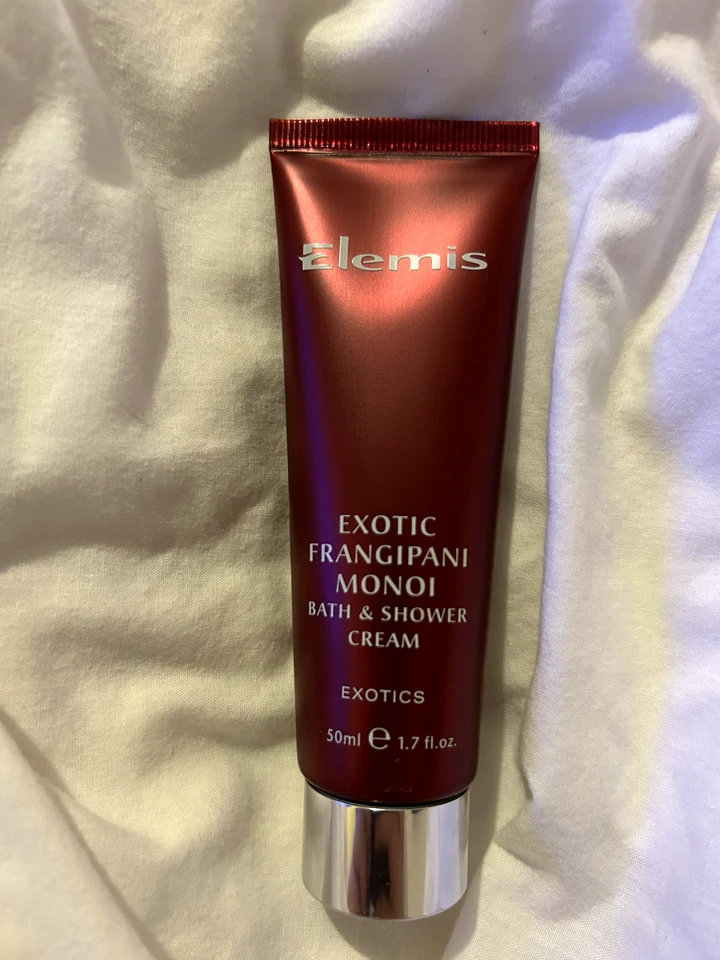 Elemis
EXOTIC
FRANGIPANI
MONOI
BATH & SHOWER
CREAM
EXOTICS
50ml e 1.7 fl.oz.